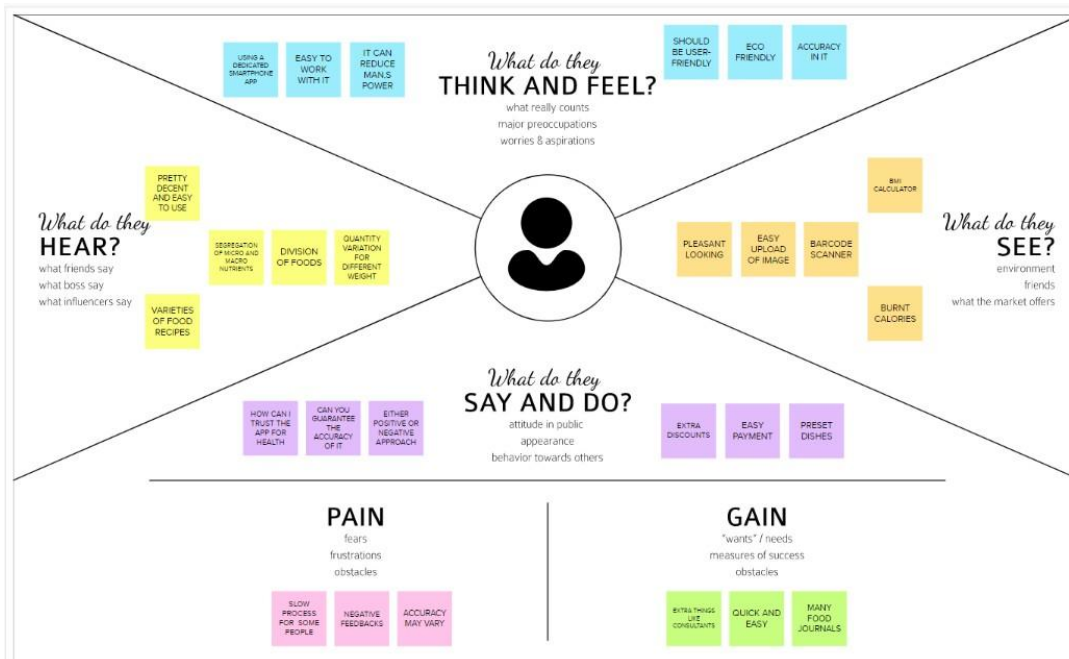 USING A
DEDICATED
SMARTPHONE
APP
EASY TO
WORK
WITH IT
IT CAN
REDUCE
MAN.S
POWER
What do they
THINK AND FEEL?
what really counts
major preoccupations
worries & aspirations
SHOULD
BE USER-
FRIENDLY
ECO
FRIENDLY
ACCURACY
IN IT
What do they
HEAR?
what friends say
what boss say
what influencers say
PRETTY
DECENT
AND EASY
TO USE
SEGREGATION
OF MICRO AND
MACRO
NUTRIENTS
DIVISION
OF FOODS
QUANTITY
VARIATION
FOR
DIFFERENT
WEIGHT
VARIETIES
OF FOOD
RECIPES
BMI
CALCULATOR
PLEASANT
LOOKING
EASY
UPLOAD
OF IMAGE
BARCODE
SCANNER
BURNT
CALORIES
What do they
SEE?
environment
friends
what the market offers
What do they
SAY AND DO?
attitude in public
appearance
behavior towards others
HOW CAN I
TRUST THE
APP FOR
HEALTH
CAN YOU
GUARANTEE
THE
ACCURACY
OF IT
EITHER
POSITIVE OR
NEGATIVE
APPROACH
EXTRA
DISCOUNTS
EASY
PAYMENT
PRESET
DISHES
PAIN
fears
frustrations
obstacles
SLOW
PROCESS
FOR SOME
PEOPLE
NEGATIVE
FEEDBACKS
ACCURACY
MAY VARY
GAIN
"wants" / needs
measures of success
obstacles
EXTRA THINGS
LIKE
CONSULTANTS
QUICK AND
EASY
MANY
FOOD
JOURNALS